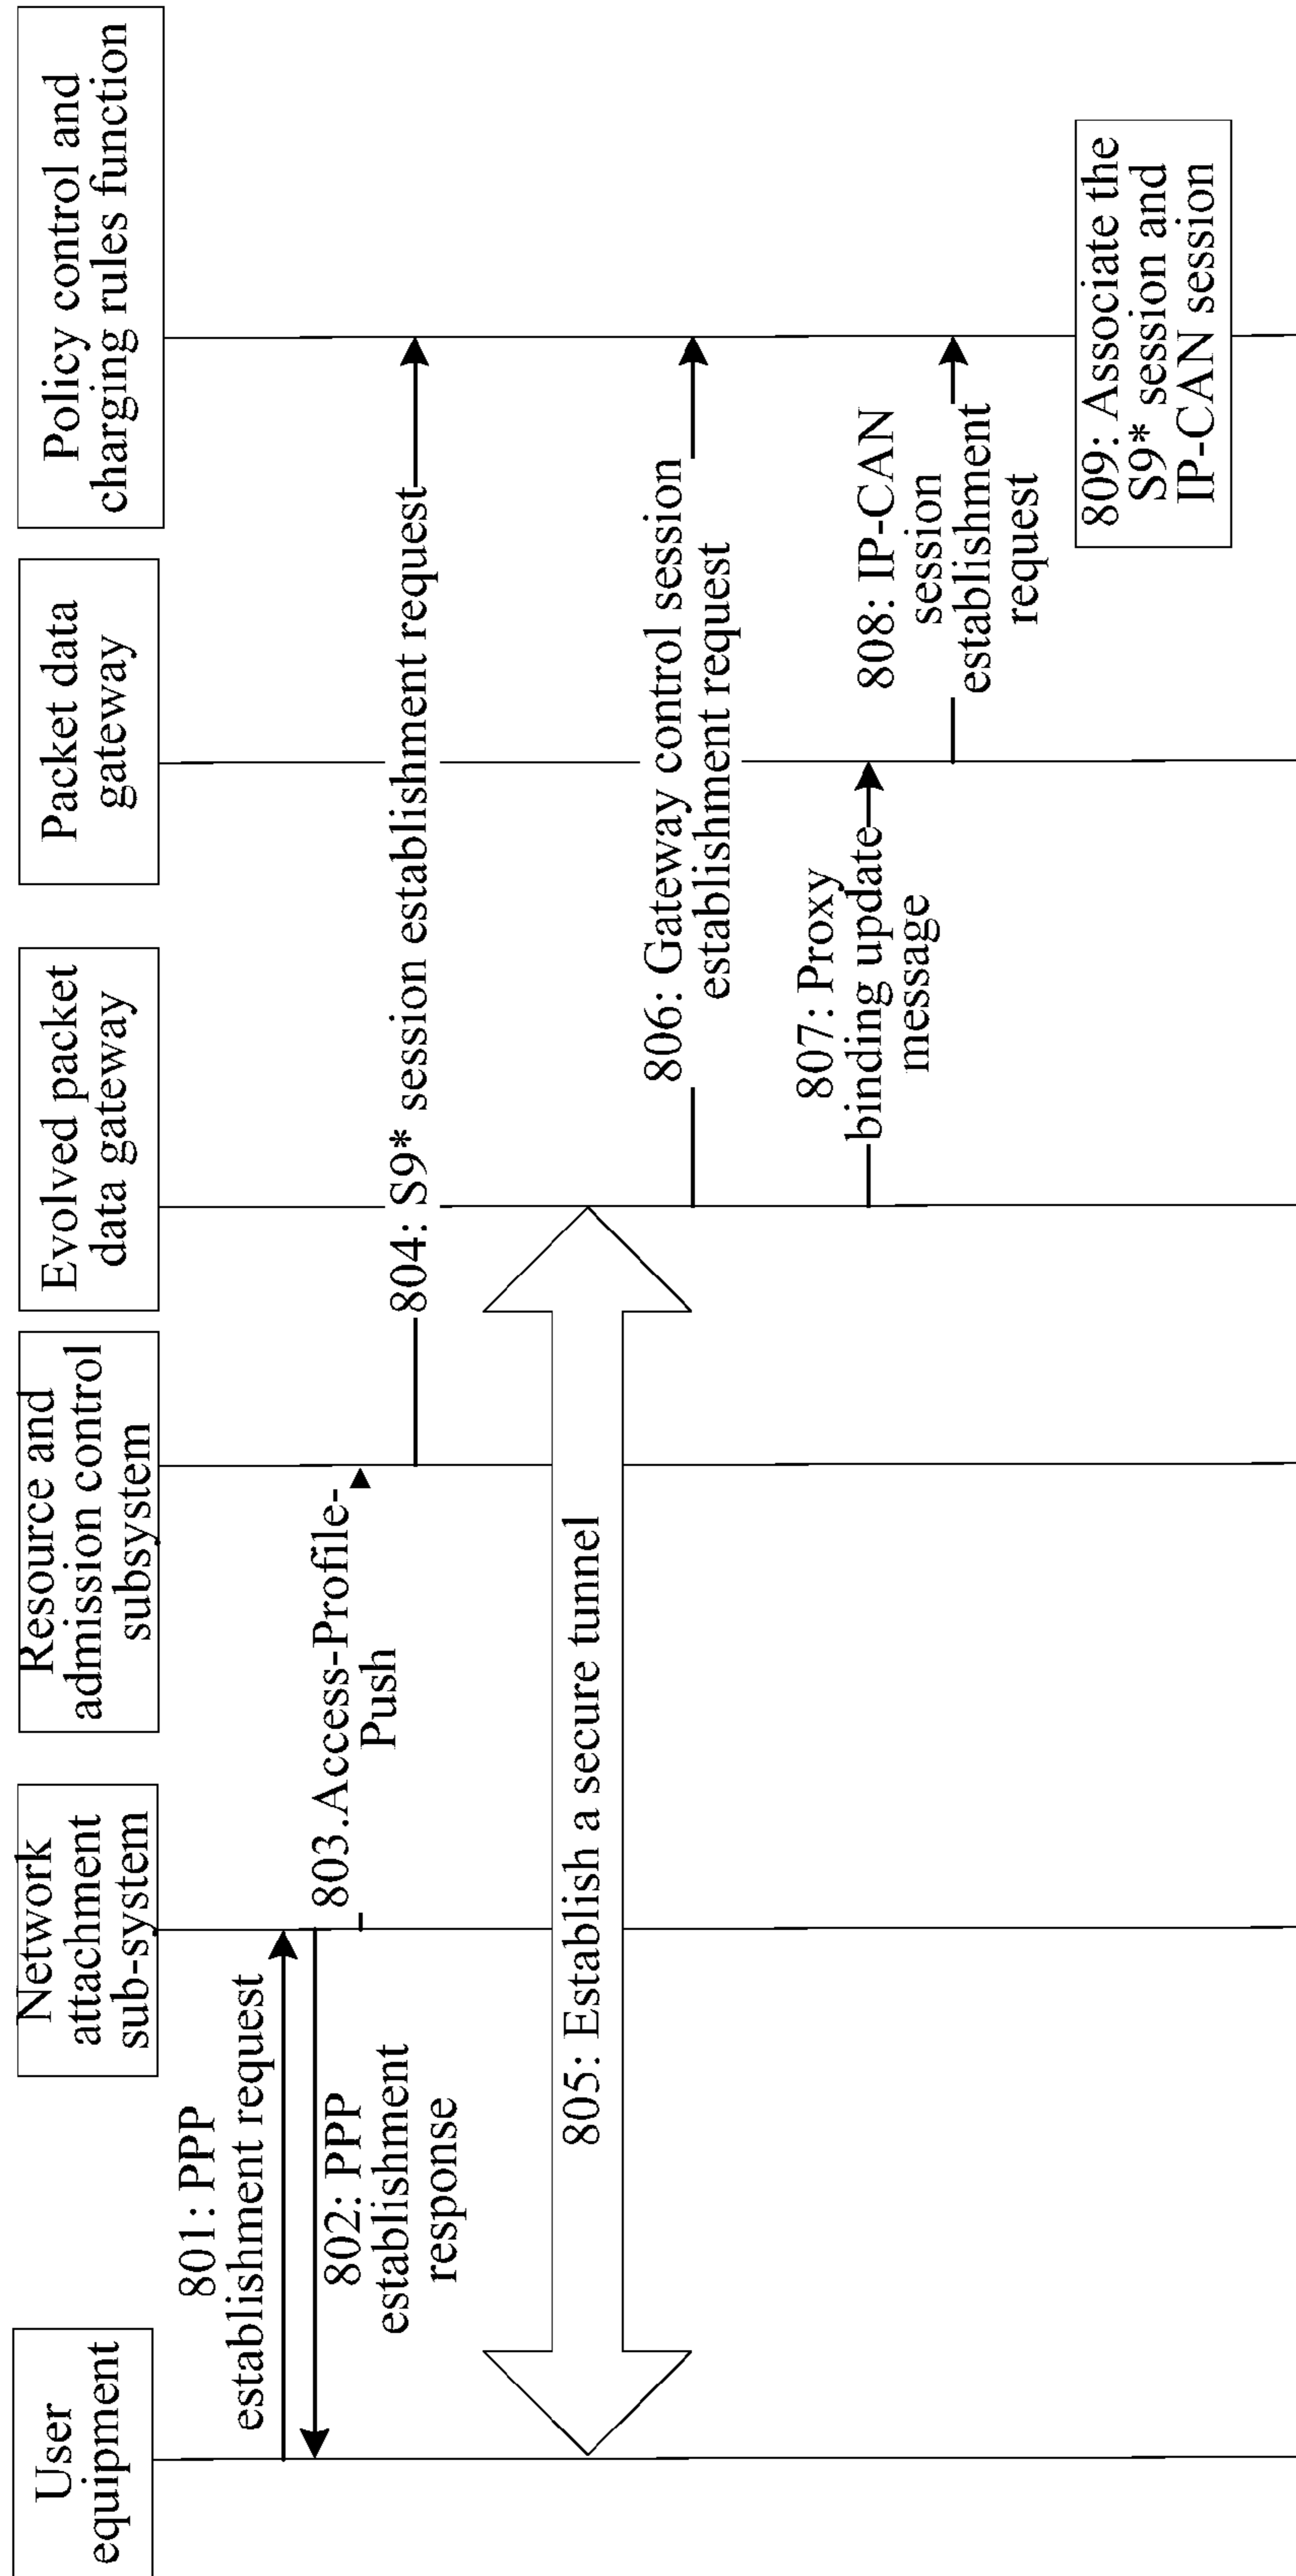 User
equipment
Network
attachment
sub-system
Resource and
admission control
subsystem
Evolved packet
data gateway
Packet data
gateway
Policy control and
charging rules function
801: PPP
establishment request
802: PPP
establishment
response
803.Access-Profile-
Push
804: S9* session establishment request
805: Establish a secure tunnel
806: Gateway control session
establishment request
807: Proxy
binding update
message
808: IP-CAN
session
establishment
request
809: Associate the
S9* session and
IP-CAN session